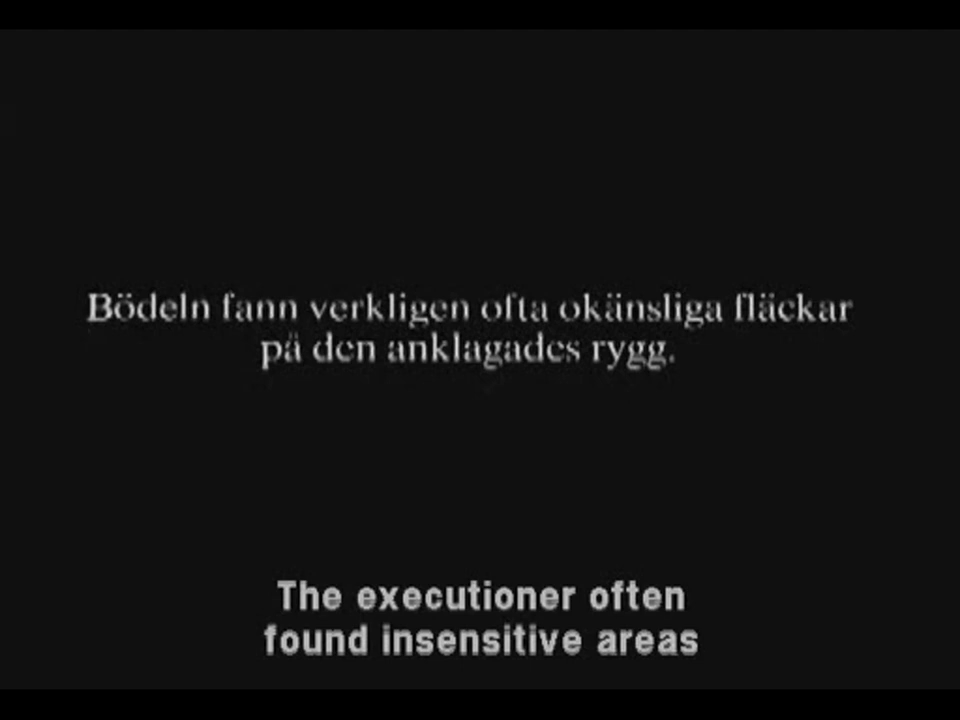 Bödeln fann verkligen ofta okänsliga fläckar
på den anklagades rygg.
The executioner often
found insensitive areas